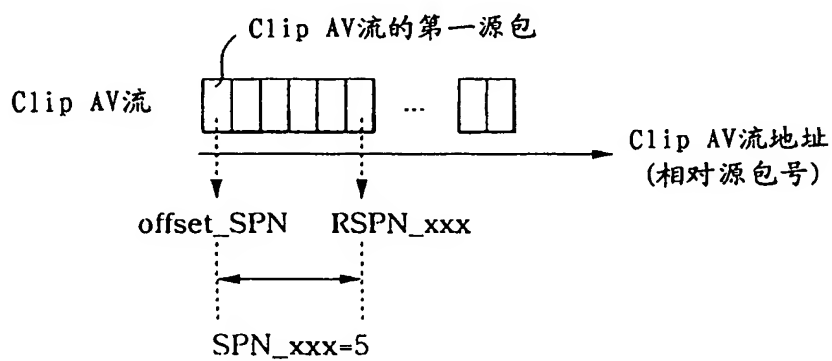 Clip AV流的第一源包
Clip AV流
...
Clip AV流地址
(相对源包号)
offset_SPN
RSPN_xxx
SPN_xxx=5